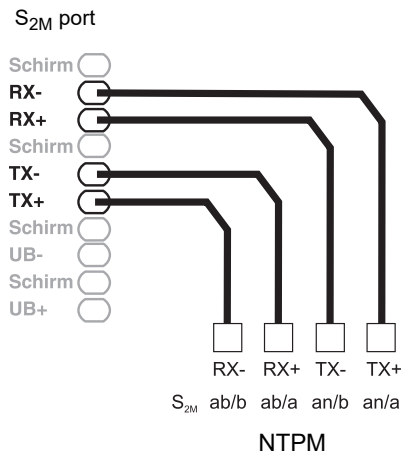 S2M port
Schirm
RX-
RX+
Schirm
TX-
TX+
Schirm
UB-
Schirm
UB+
RX- RX+ TX- TX+
S2M ab/b ab/a an/b an/a
NTPM